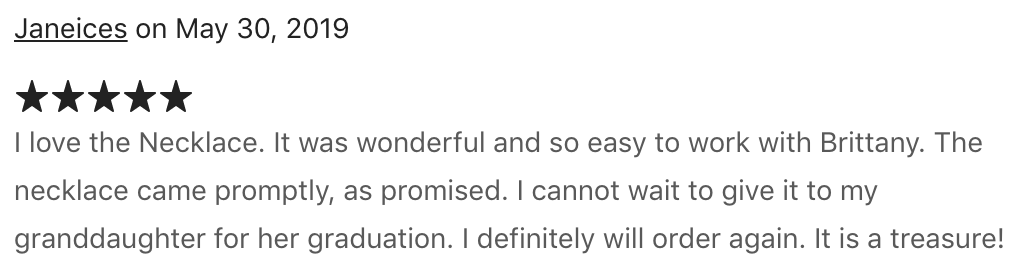 Janeices on May 30, 2019
★★★★★
I love the Necklace. It was wonderful and so easy to work with Brittany. The
necklace came promptly, as promised. I cannot wait to give it to my
granddaughter for her graduation. I definitely will order again. It is a treasure!